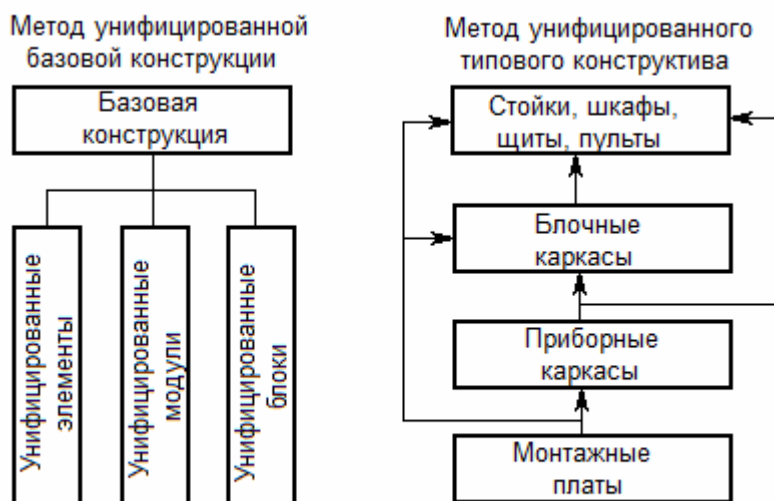 Метод унифицированной
базовой конструкции
Базовая
конструкция
Унифицированные
элементы
Унифицированные
модули
Унифицированные
блоки
Метод унифицированного
типового конструктива
Стойки, шкафы,
щиты, пульты
Блочные
каркасы
Приборные
каркасы
Монтажные
платы